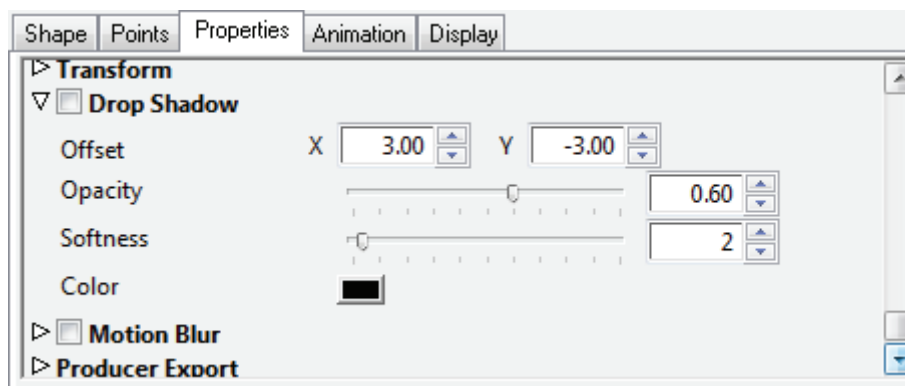 Shape Points Properties Animation Display
Transform
Drop Shadow
Offset X 3.00 Y -3.00
Opacity 0.60
Softness 2
Color
Motion Blur
Producer Export